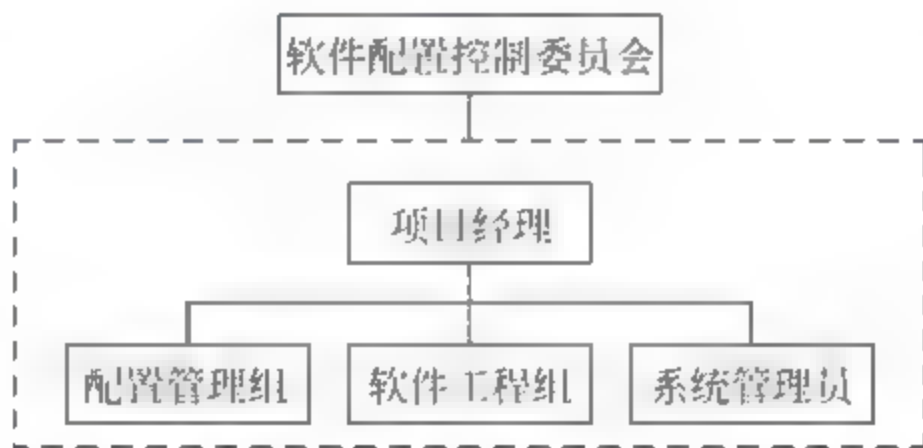 软件配置控制委员会
项目经理
配置管理组
软件工程组
系统管理员